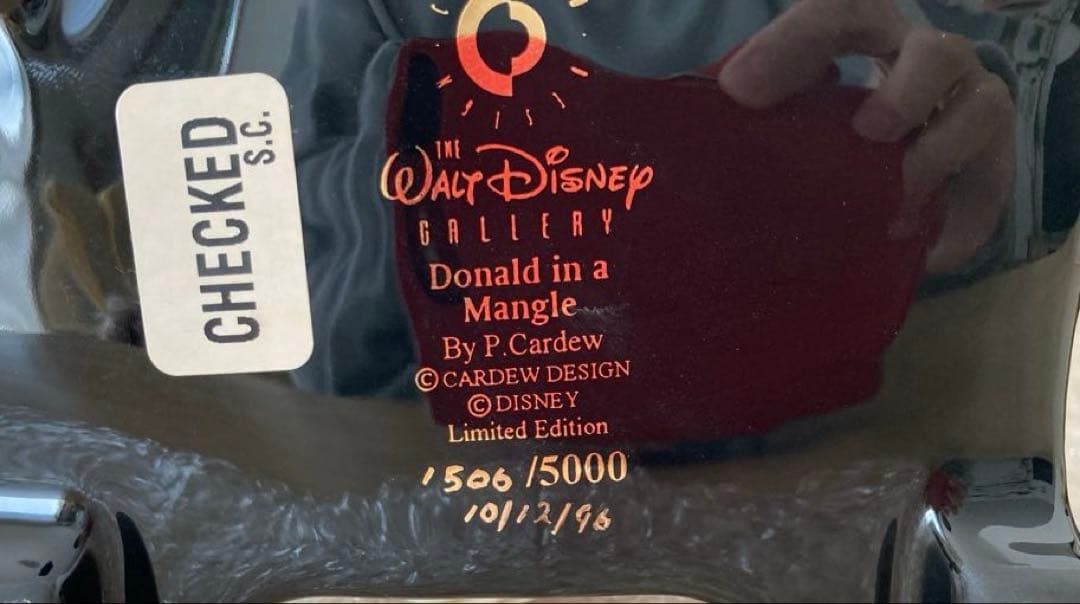 CHECKED
S.C.
THE
WALT DISNEY
GALLERY
Donald in a
Mangle
By P.Cardew
© CARDEW DESIGN
© DISNEY
Limited Edition
1506 /5000
10/12/96